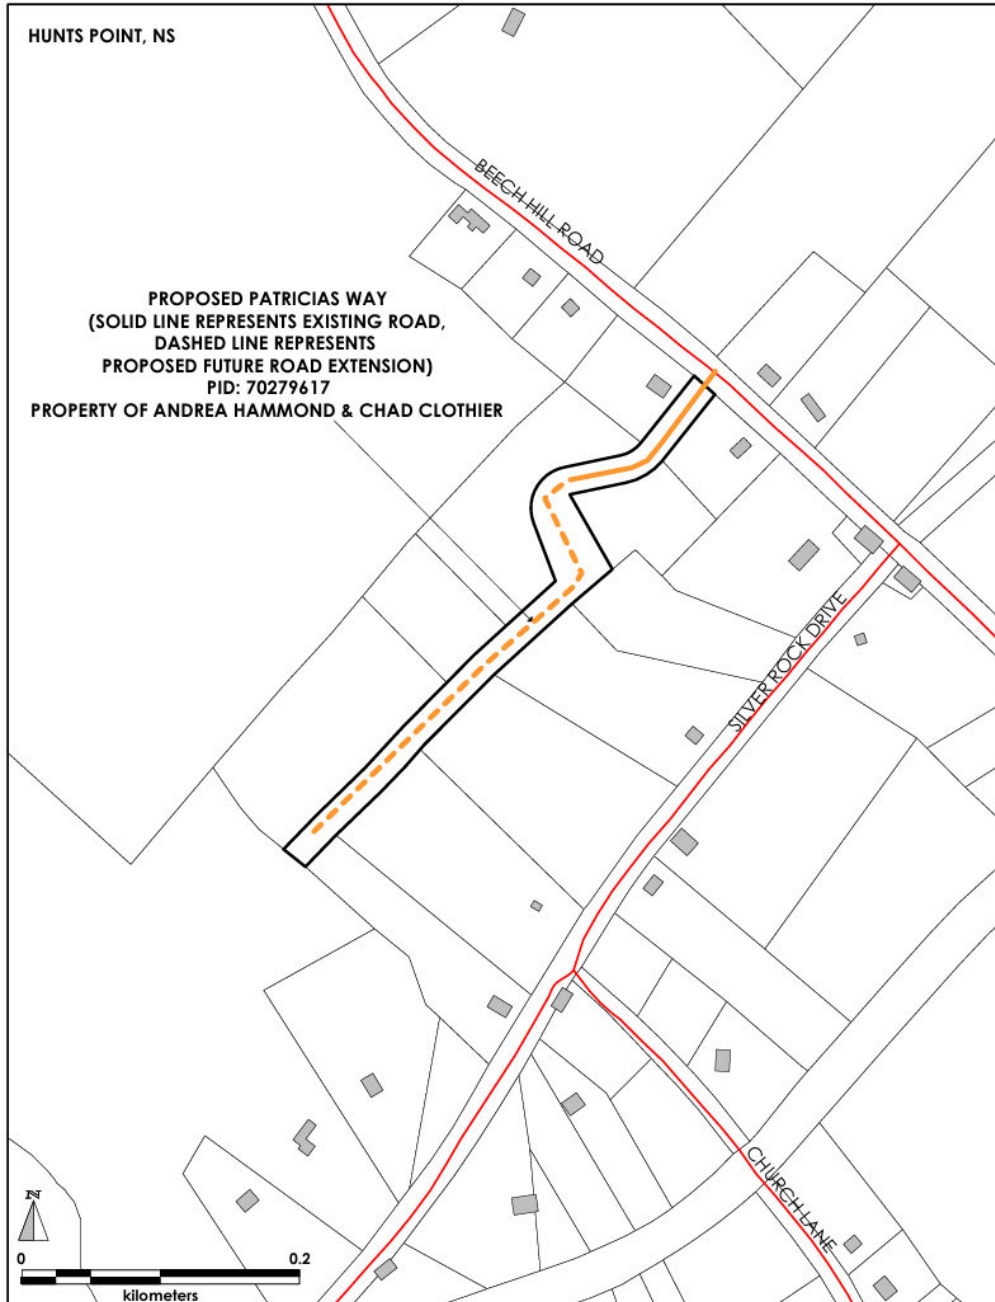 HUNTS POINT, NS
BEECH HILL ROAD
PROPOSED PATRICIAS WAY
(SOLID LINE REPRESENTS EXISTING ROAD,
DASHED LINE REPRESENTS
PROPOSED FUTURE ROAD EXTENSION)
PID: 70279617
PROPERTY OF ANDREA HAMMOND & CHAD CLOTHIER
SILVER ROCK DRIVE
CHURCH LANE
N
0 0.2
kilometers